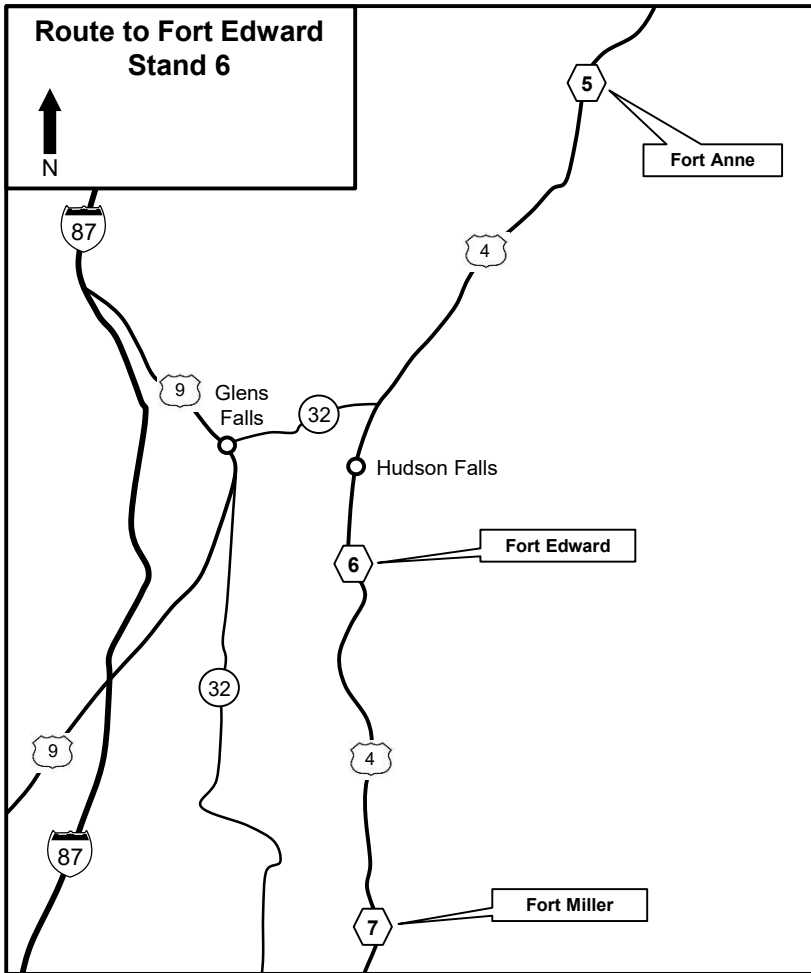 Route to Fort Edward
Stand 6
N
5
Fort Anne
87
4
9
Glens
Falls
32
Hudson Falls
Fort Edward
6
32
9
4
87
Fort Miller
7